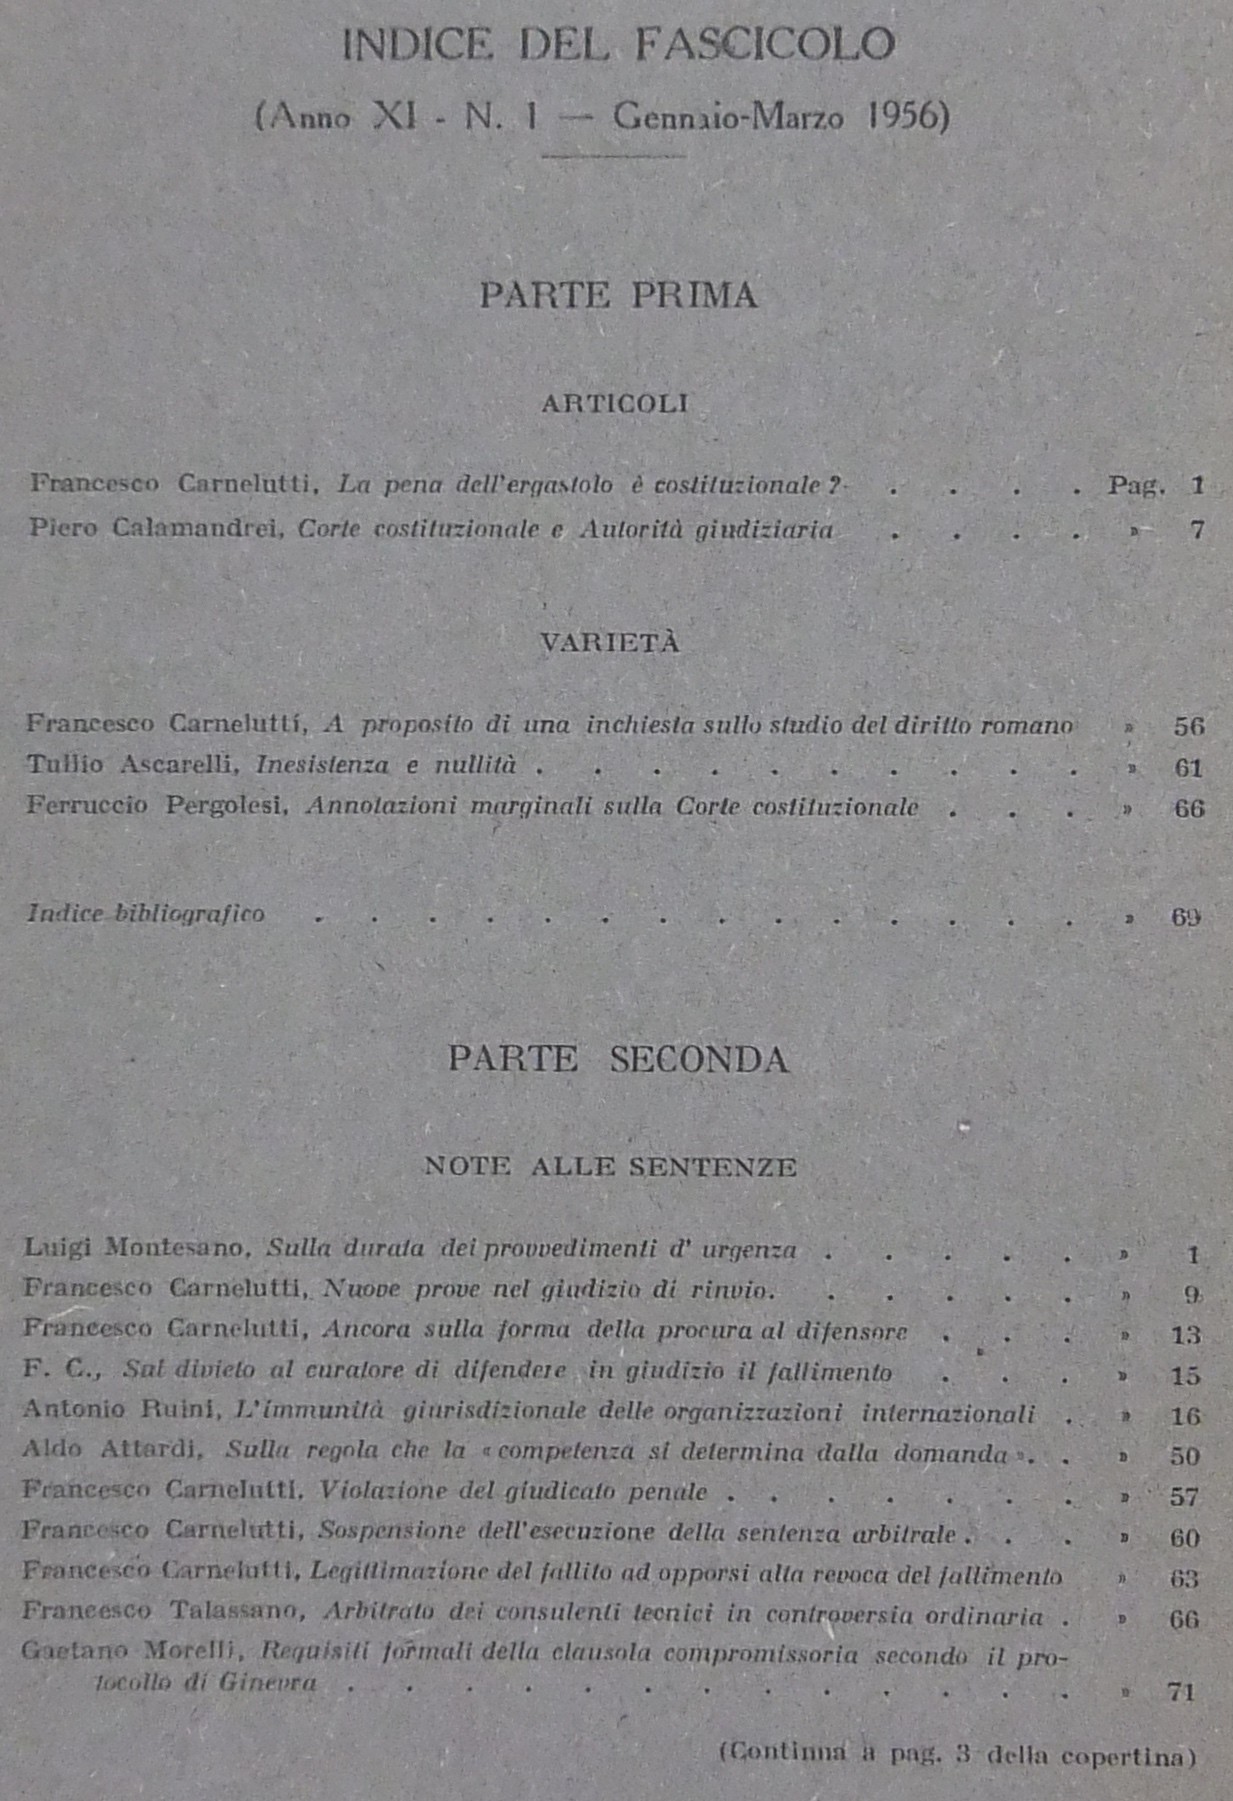 INDICE DEL FASCICOLO
(Anno XI - N. 1 — Gennaio-Marzo 1956)
PARTE PRIMA
ARTICOLI
Francesco Carnelutti, La pena dell'ergastolo è costituzionale? . . . . Pag. 1
Piero Calamandrei, Corte costituzionale e Autorità giudiziaria . . . . » 7
VARIETÀ
Francesco Carnelutti, A proposito di una inchiesta sullo studio del diritto romano » 56
Tullio Ascarelli, Inesistenza e nullità . . . . . . . . . . » 61
Ferruccio Pergolesi, Annotazioni marginali sulla Corte costituzionale . . . » 66
Indice bibliografico . . . . . . . . . . . . . . » 69
PARTE SECONDA
NOTE ALLE SENTENZE
Luigi Montesano, Sulla durata dei provvedimenti d' urgenza . . . . . » 1
Francesco Carnelutti, Nuove prove nel giudizio di rinvio. . . . . . » 9
Francesco Carnelutti, Ancora sulla forma della procura al difensore . . . » 13
F. C., Sul divieto al curatore di difendere in giudizio il fallimento . . . » 15
Antonio Ruini, L'immunità giurisdizionale delle organizzazioni internazionali . » 16
Aldo Attardi, Sulla regola che la « competenza si determina dalla domanda ». . » 50
Francesco Carnelutti, Violazione del giudicato penale . . . . . . . » 57
Francesco Carnelutti, Sospensione dell'esecuzione della sentenza arbitrale . . . » 60
Francesco Carnelutti, Legittimazione del fallito ad opporsi alla revoca del fallimento » 63
Francesco Talassano, Arbitrato dei consulenti tecnici in controversia ordinaria . » 66
Gaetano Morelli, Requisiti formali della clausola compromissoria secondo il pro-
tocollo di Ginevra . . . . . . . . . . . . . » 71
(Continua a pag. 3 della copertina)